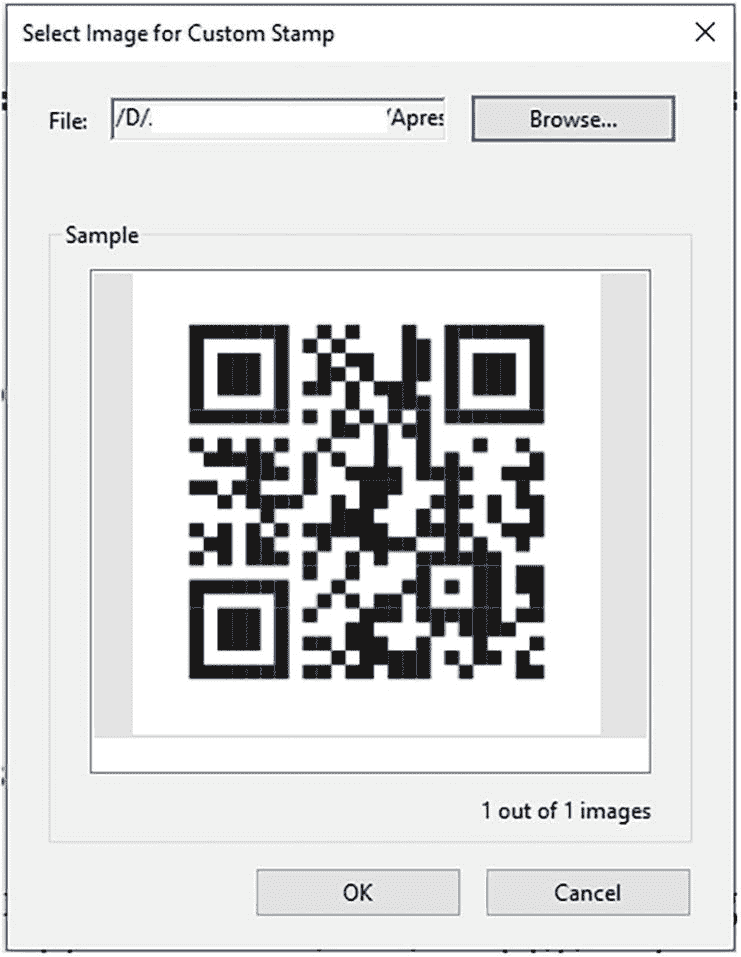 Select Image for Custom Stamp
File: /D/. /Apres Browse...
Sample
1 out of 1 images
OK Cancel